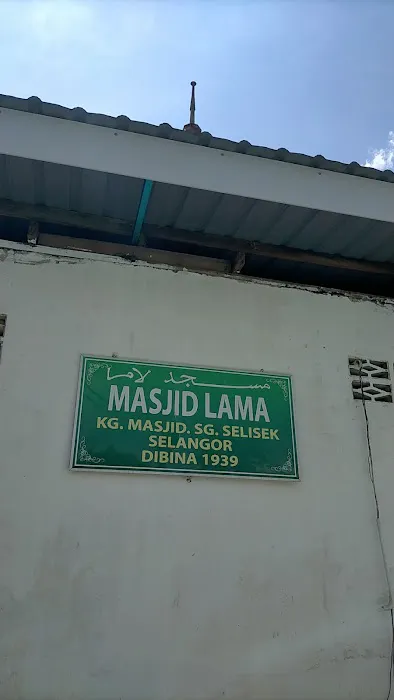 مسجد لاما
MASJID LAMA
KG. MASJID. SG. SELISEK
SELANGOR
DIBINA 1939